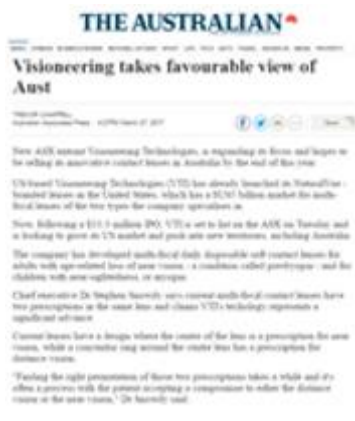 THE AUSTRALIAN
Visioneering takes favourable view of
Aust
New ASX entrant Visioneering Technologies, is expanding its focus and hopes to
be selling its innovative contact lenses in Australia by the end of the year.
US-based Visioneering Technologies (VTI) has already launched its NaturalVue-
branded lenses in the United States, which has a market for multi-
focal lenses of the two types the company specialises in.
Now, following a million IPO, VTI is set to list on the ASX on Tuesday and
is looking to grow its US market and push into new territories, including Australia.
The company has developed multi-focal daily disposable soft contact lenses for
adults with age-related loss of near vision - a condition called presbyopia - and for
children with near-sightedness, or myopia.
Chief executive Dr Stephen Snowdy says current multi-focal contact lenses have
two prescriptions in the same lens and claims VTI's technology represents a
significant advance.
Current lenses have a design where the centre of the lens is a prescription for near
vision, while a concentric ring around the centre lens has a prescription for
distance vision.
"Finding the right presentation of those two prescriptions takes a while and it's
often a process with the patient accepting a compromise to either the distance
vision or the near vision," Dr Snowdy said.